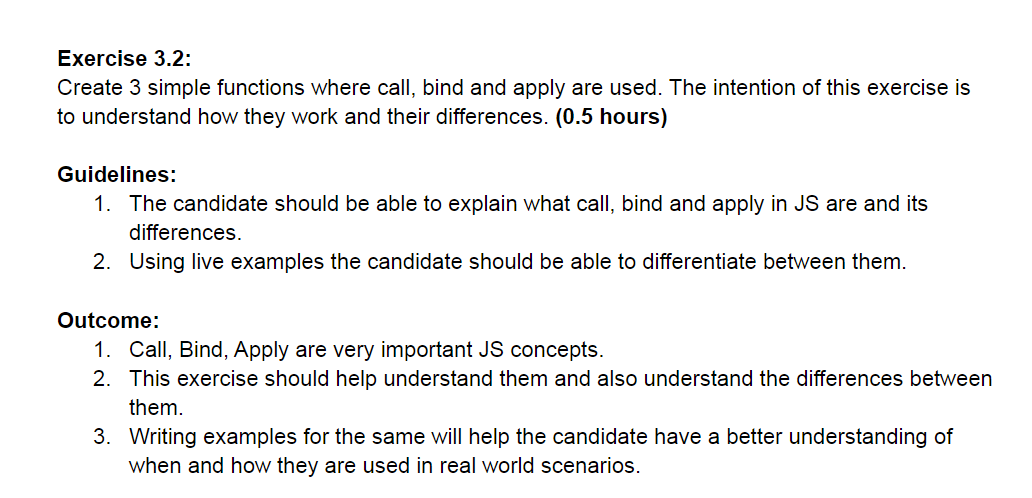 Exercise 3.2:
Create 3 simple functions where call, bind and apply are used. The intention of this exercise is
to understand how they work and their differences. (0.5 hours)
Guidelines:
1. The candidate should be able to explain what call, bind and apply in JS are and its
differences.
2. Using live examples the candidate should be able to differentiate between them.
Outcome:
1. Call, Bind, Apply are very important JS concepts.
2. This exercise should help understand them and also understand the differences between
them.
3. Writing examples for the same will help the candidate have a better understanding of
when and how they are used in real world scenarios.